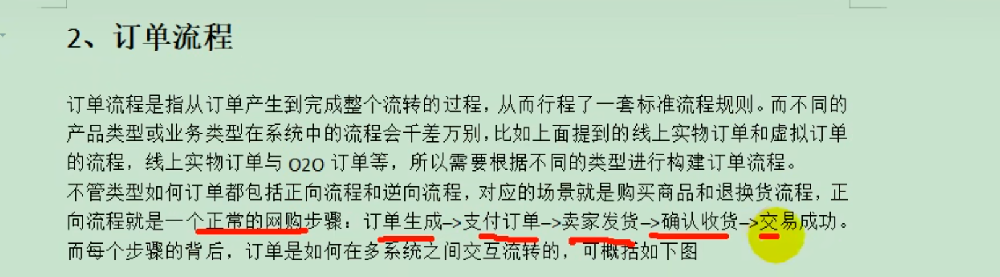 2、订单流程
订单流程是指从订单产生到完成整个流转的过程，从而行程了一套标准流程规则。而不同的
产品类型或业务类型在系统中的流程会千差万别，比如上面提到的线上实物订单和虚拟订单
的流程，线上实物订单与 O2O 订单等，所以需要根据不同的类型进行构建订单流程。
不管类型如何订单都包括正向流程和逆向流程，对应的场景就是购买商品和退换货流程，正
向流程就是一个正常的网购步骤：订单生成–>支付订单–>卖家发货–>确认收货–>交易成功。
而每个步骤的背后，订单是如何在多系统之间交互流转的，可概括如下图